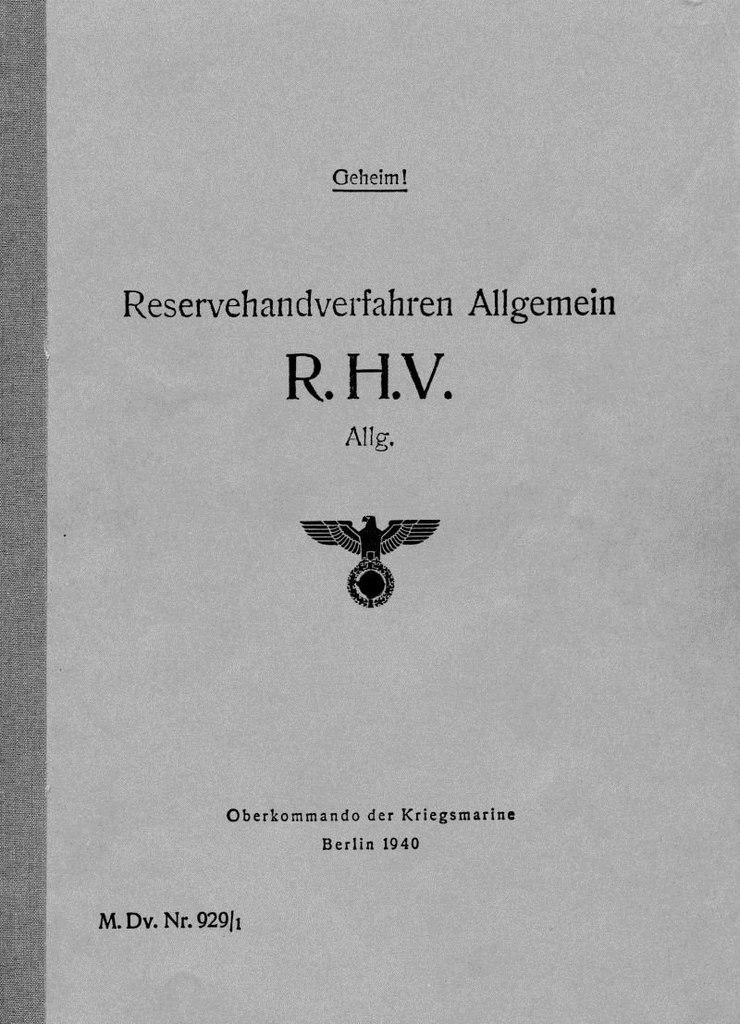 Geheim!
Reservehandverfahren Allgemein
R.H.V.
Allg.
Oberkommando der Kriegsmarine
Berlin 1940
M. Dv. Nr. 929/1